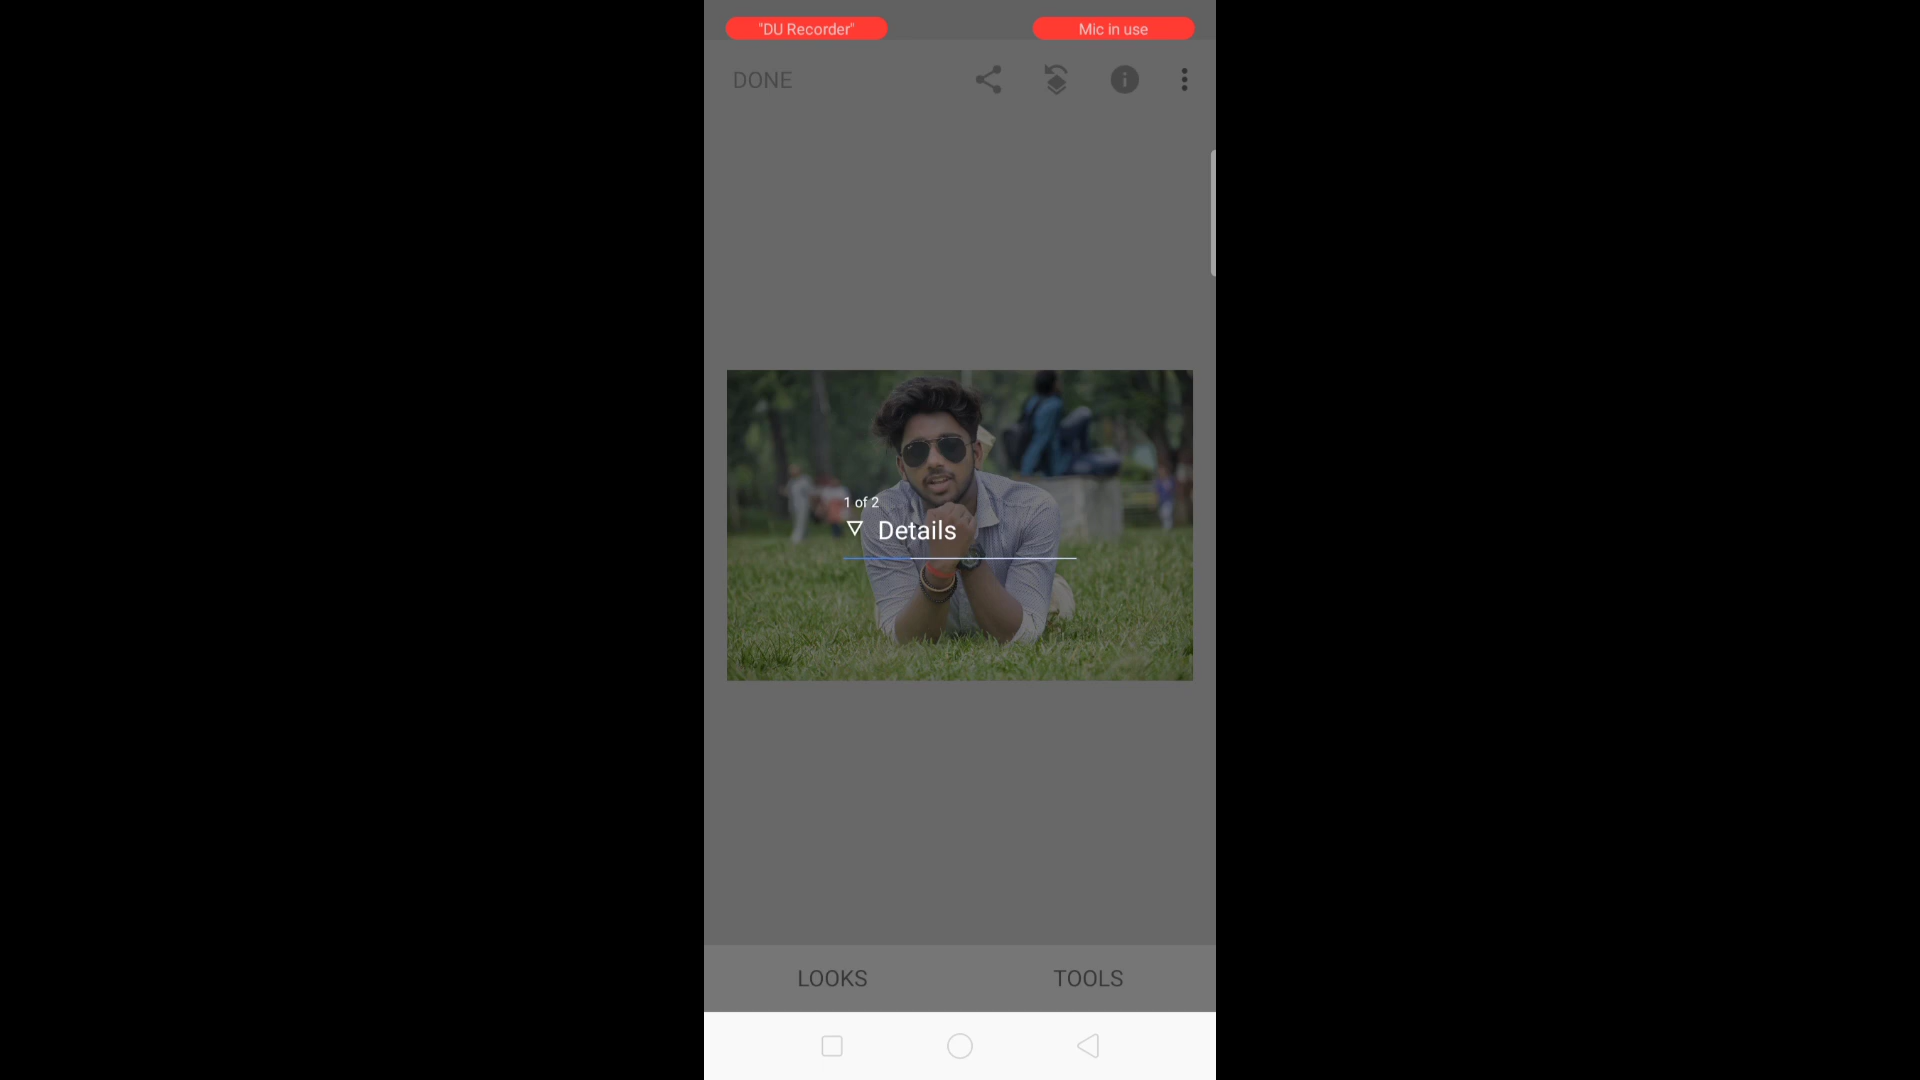 "DU Recorder"
Mic in use
DONE
1 of 2
Details
LOOKS
TOOLS